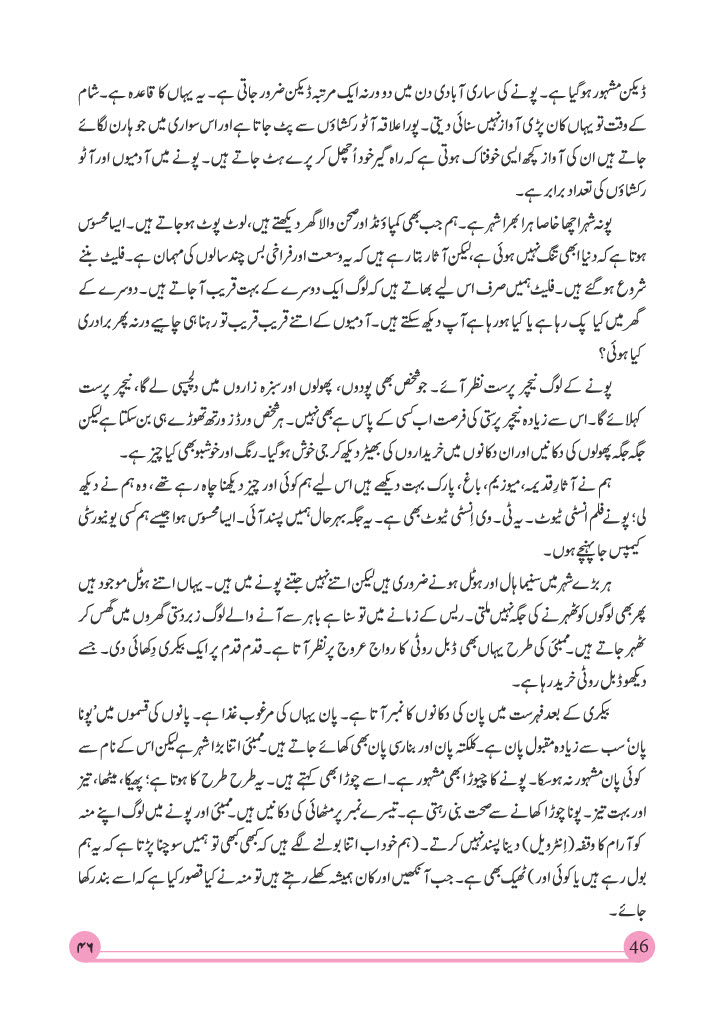 ڈیکن مشہور ہوگیا ہے۔ پونے کی ساری آبادی دن میں دو ورنہ ایک مرتبہ ڈیکن ضرور جاتی ہے۔ یہ یہاں کا قاعدہ ہے۔ شام
کے وقت تو یہاں کان پڑی آواز نہیں سنائی دیتی۔ پورا علاقہ آٹو رکشاؤں سے پٹ جاتا ہے اور اس سواری میں جو ہارن لگائے
جاتے ہیں ان کی آواز کچھ ایسی خوفناک ہوتی ہے کہ راہ گیر خود اُچھل کر پرے ہٹ جاتے ہیں۔ پونے میں آدمیوں اور آٹو
رکشاؤں کی تعداد برابر ہے۔
پونہ شہر اچھا خاصا ہرا بھرا شہر ہے۔ ہم جب بھی کمپاؤنڈ اور صحن والا گھر دیکھتے ہیں، لوٹ پوٹ ہوجاتے ہیں۔ ایسا محسوس
ہوتا ہے کہ دنیا ابھی تنگ نہیں ہوئی ہے، لیکن آثار بتا رہے ہیں کہ یہ وسعت اور فراخی بس چند سالوں کی مہمان ہے۔ فلیٹ بننے
شروع ہوگئے ہیں۔ فلیٹ ہمیں صرف اس لیے بھاتے ہیں کہ لوگ ایک دوسرے کے بہت قریب آجاتے ہیں۔ دوسرے کے
گھر میں کیا پک رہا ہے یا کیا ہو رہا ہے آپ دیکھ سکتے ہیں۔ آدمیوں کے اتنے قریب قریب تو رہنا ہی چاہیے ورنہ پھر برادری
کیا ہوئی؟
پونے کے لوگ نیچر پرست نظر آئے۔ جو شخص بھی پودوں، پھولوں اور سبزہ زاروں میں دلچسپی لے گا، نیچر پرست
کہلائے گا۔ اس سے زیادہ نیچر پرستی کی فرصت اب کسی کے پاس ہے بھی نہیں۔ ہر شخص ورڈز ورتھ تھوڑے ہی بن سکتا ہے لیکن
جگہ جگہ پھولوں کی دکانیں اور ان دکانوں میں خریداروں کی بھیڑ دیکھ کر جی خوش ہوگیا۔ رنگ اور خوشبو بھی کیا چیز ہے۔
ہم نے آثارِ قدیمہ، میوزیم، باغ، پارک بہت دیکھے ہیں اس لیے ہم کوئی اور چیز دیکھنا چاہ رہے تھے، وہ ہم نے دیکھ
لی؛ پونے فلم انسٹی ٹیوٹ۔ یہ ٹی۔ وی اِنسٹی ٹیوٹ بھی ہے۔ یہ جگہ بہرحال ہمیں پسند آئی۔ ایسا محسوس ہوا جیسے ہم کسی یونیورسٹی
کیمپس جا پہنچے ہوں۔
ہر بڑے شہر میں سنیما ہال اور ہوٹل ہونے ضروری ہیں لیکن اتنے نہیں جتنے پونے میں ہیں۔ یہاں اتنے ہوٹل موجود ہیں
پھر بھی لوگوں کو ٹھہرنے کی جگہ نہیں ملتی۔ ریس کے زمانے میں تو سنا ہے باہر سے آنے والے لوگ زبردستی گھروں میں گھس کر
ٹھہر جاتے ہیں۔ ممبئی کی طرح یہاں بھی ڈبل روٹی کا رواج عروج پر نظر آتا ہے۔ قدم قدم پر ایک بیکری دِکھائی دی۔ جسے
دیکھو ڈبل روٹی خرید رہا ہے۔
بیکری کے بعد فہرست میں پان کی دکانوں کا نمبر آتا ہے۔ پان یہاں کی مرغوب غذا ہے۔ پانوں کی قسموں میں 'پونا
پان' سب سے زیادہ مقبول پان ہے۔ کلکتہ پان اور بنارسی پان بھی کھائے جاتے ہیں۔ ممبئی اتنا بڑا شہر ہے لیکن اس کے نام سے
کوئی پان مشہور نہ ہوسکا۔ پونے کا چیوڑا بھی مشہور ہے۔ اسے چوڑا بھی کہتے ہیں۔ یہ طرح طرح کا ہوتا ہے؛ پھیکا، میٹھا، تیز
اور بہت تیز۔ پونا چوڑا کھانے سے صحت بنی رہتی ہے۔ تیسرے نمبر پر مٹھائی کی دکانیں ہیں۔ ممبئی اور پونے میں لوگ اپنے منہ
کو آرام کا وقفہ (اِنٹرویل) دینا پسند نہیں کرتے۔ (ہم خود اب اتنا بولنے لگے ہیں کہ کبھی کبھی تو ہمیں سوچنا پڑتا ہے کہ یہ ہم
بول رہے ہیں یا کوئی اور) ٹھیک بھی ہے۔ جب آنکھیں اور کان ہمیشہ کھلے رہتے ہیں تو منہ نے کیا قصور کیا ہے کہ اسے بند رکھا
جائے۔
۴۶
46